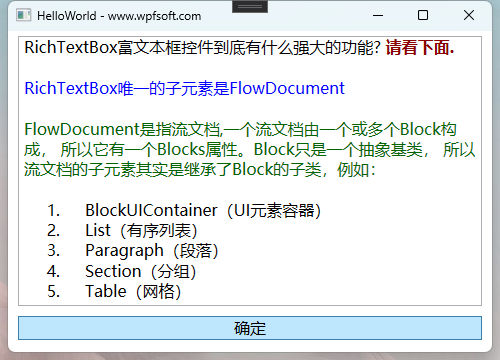 HelloWorld - www.wpfsoft.com
RichTextBox富文本框控件到底有什么强大的功能? 请看下面.
RichTextBox唯一的子元素是FlowDocument
FlowDocument是指流文档,一个流文档由一个或多个Block构
成， 所以它有一个Blocks属性。Block只是一个抽象基类， 所以
流文档的子元素其实是继承了Block的子类，例如：
1. BlockUIContainer（UI元素容器）
2. List（有序列表）
3. Paragraph（段落）
4. Section（分组）
5. Table（网格）
确定